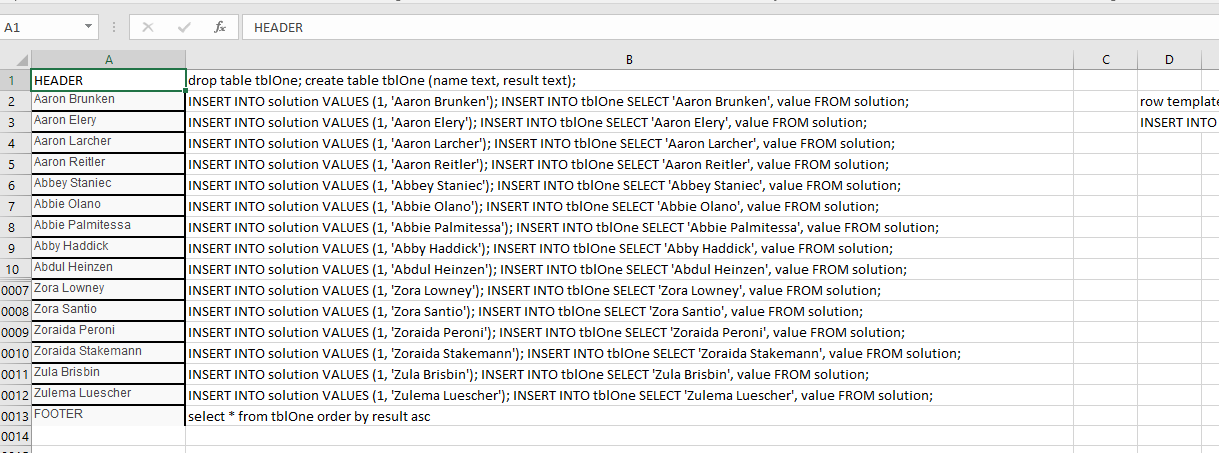 A1 HEADER
A B C D
1 HEADER drop table tblOne; create table tblOne (name text, result text);
2 Aaron Brunken INSERT INTO solution VALUES (1, 'Aaron Brunken'); INSERT INTO tblOne SELECT 'Aaron Brunken', value FROM solution; row template
3 Aaron Elery INSERT INTO solution VALUES (1, 'Aaron Elery'); INSERT INTO tblOne SELECT 'Aaron Elery', value FROM solution; INSERT INTO
4 Aaron Larcher INSERT INTO solution VALUES (1, 'Aaron Larcher'); INSERT INTO tblOne SELECT 'Aaron Larcher', value FROM solution;
5 Aaron Reitler INSERT INTO solution VALUES (1, 'Aaron Reitler'); INSERT INTO tblOne SELECT 'Aaron Reitler', value FROM solution;
6 Abbey Staniec INSERT INTO solution VALUES (1, 'Abbey Staniec'); INSERT INTO tblOne SELECT 'Abbey Staniec', value FROM solution;
7 Abbie Olano INSERT INTO solution VALUES (1, 'Abbie Olano'); INSERT INTO tblOne SELECT 'Abbie Olano', value FROM solution;
8 Abbie Palmitessa INSERT INTO solution VALUES (1, 'Abbie Palmitessa'); INSERT INTO tblOne SELECT 'Abbie Palmitessa', value FROM solution;
9 Abby Haddick INSERT INTO solution VALUES (1, 'Abby Haddick'); INSERT INTO tblOne SELECT 'Abby Haddick', value FROM solution;
10 Abdul Heinzen INSERT INTO solution VALUES (1, 'Abdul Heinzen'); INSERT INTO tblOne SELECT 'Abdul Heinzen', value FROM solution;
0007 Zora Lowney INSERT INTO solution VALUES (1, 'Zora Lowney'); INSERT INTO tblOne SELECT 'Zora Lowney', value FROM solution;
0008 Zora Santio INSERT INTO solution VALUES (1, 'Zora Santio'); INSERT INTO tblOne SELECT 'Zora Santio', value FROM solution;
0009 Zoraida Peroni INSERT INTO solution VALUES (1, 'Zoraida Peroni'); INSERT INTO tblOne SELECT 'Zoraida Peroni', value FROM solution;
0010 Zoraida Stakemann INSERT INTO solution VALUES (1, 'Zoraida Stakemann'); INSERT INTO tblOne SELECT 'Zoraida Stakemann', value FROM solution;
0011 Zula Brisbin INSERT INTO solution VALUES (1, 'Zula Brisbin'); INSERT INTO tblOne SELECT 'Zula Brisbin', value FROM solution;
0012 Zulema Luescher INSERT INTO solution VALUES (1, 'Zulema Luescher'); INSERT INTO tblOne SELECT 'Zulema Luescher', value FROM solution;
0013 FOOTER select * from tblOne order by result asc
0014